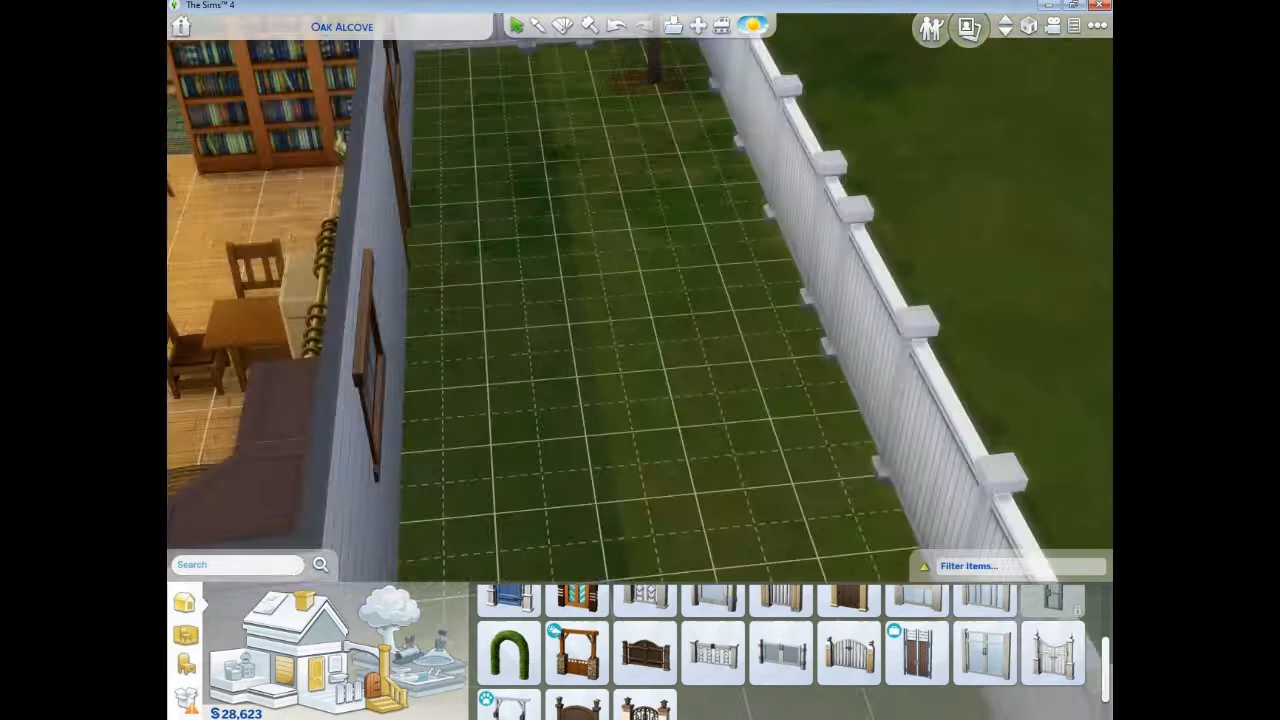 The Sims™ 4
Oak Alcove
Search
Filter Items...
§28,623